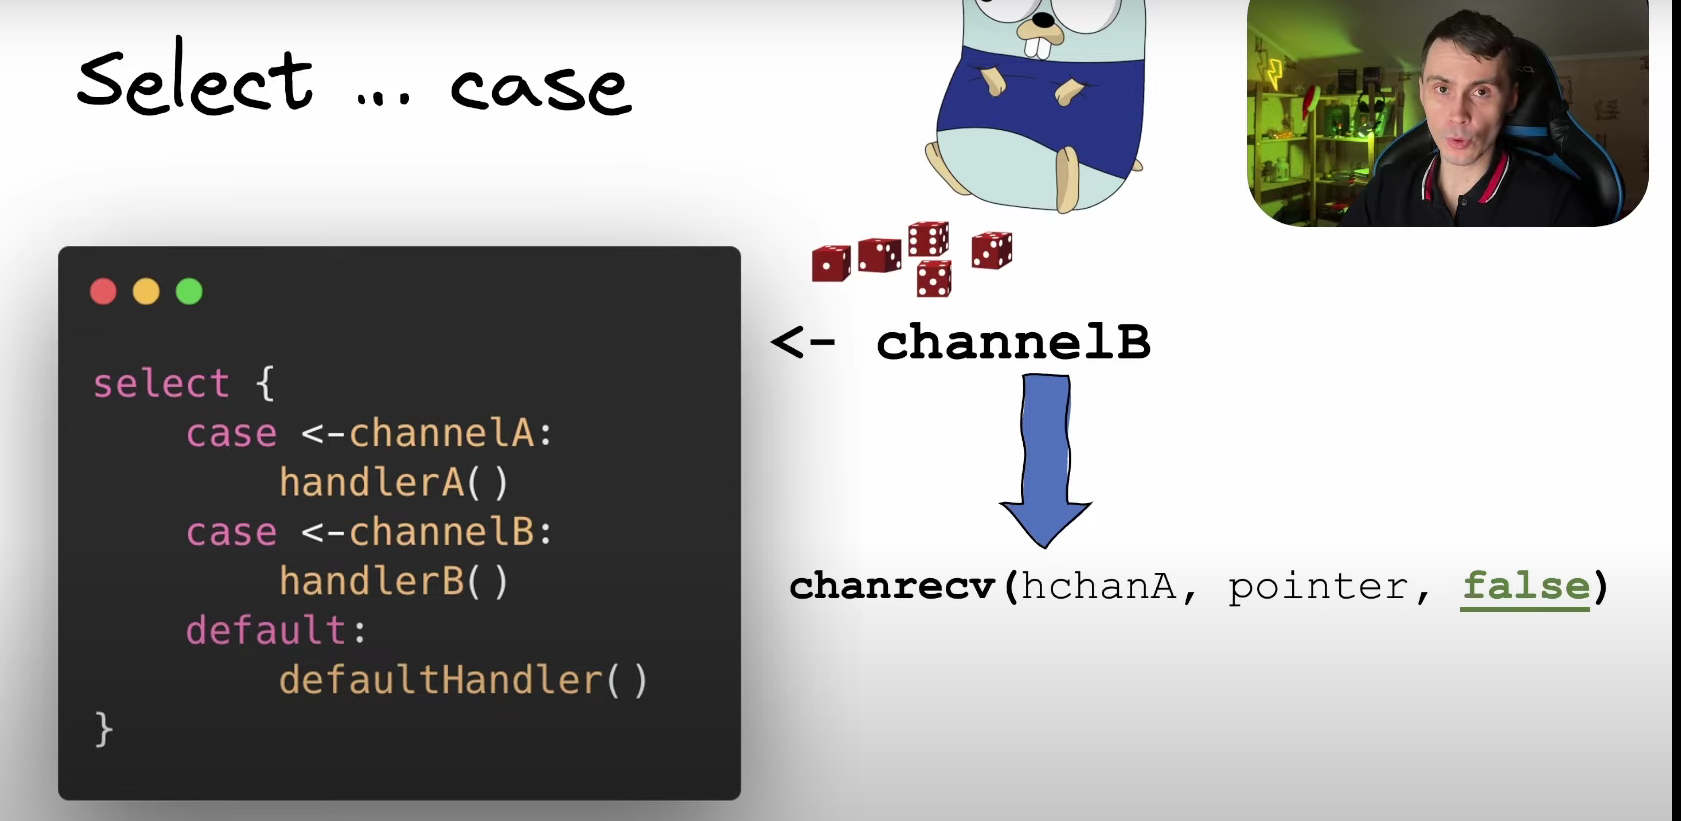 Select ... case
select {
case <-channelA:
handlerA()
case <-channelB:
handlerB()
default:
defaultHandler()
}
<- channelB
chanrecv(hchanA, pointer, false)